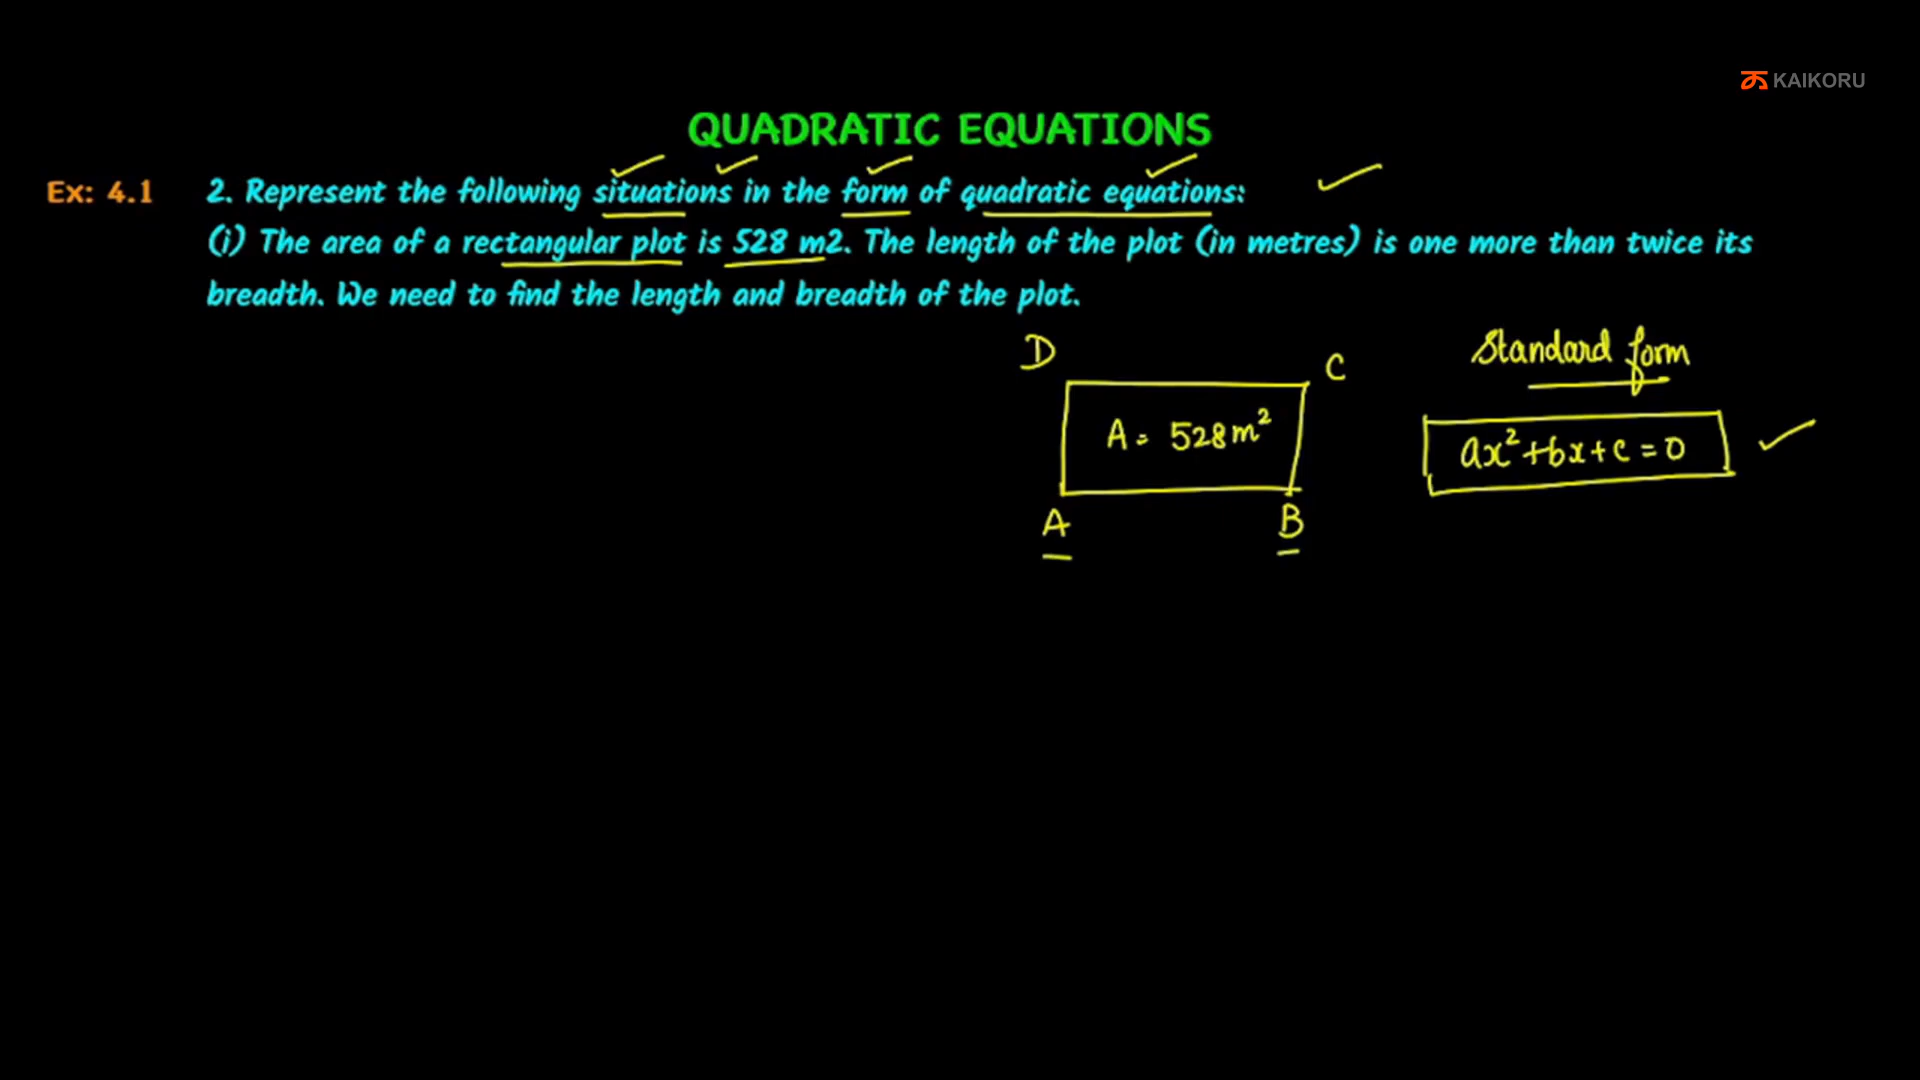 KAIKORU
QUADRATIC EQUATIONS
Ex: 4.1 2. Represent the following situations in the form of quadratic equations:
(i) The area of a rectangular plot is 528 m2. The length of the plot (in metres) is one more than twice its
breadth. We need to find the length and breadth of the plot.
D C
A = 528m²
A B
Standard form
ax²+bx+c=0